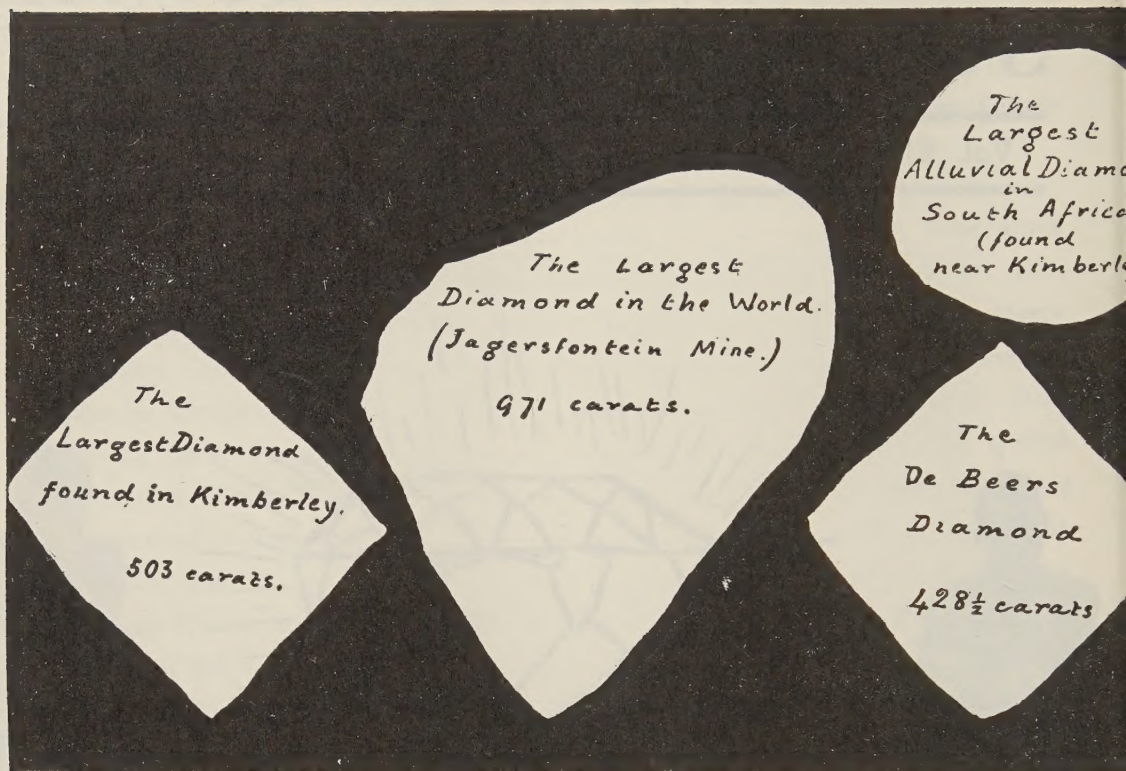 The
Largest Diamond
found in Kimberley.
503 carats.
The Largest
Diamond in the World.
(Jagersfontein Mine.)
971 carats.
The
Largest
Alluvial Diamo
in
South Africa
(found
near Kimberle
The
De Beers
Diamond
428½ carats